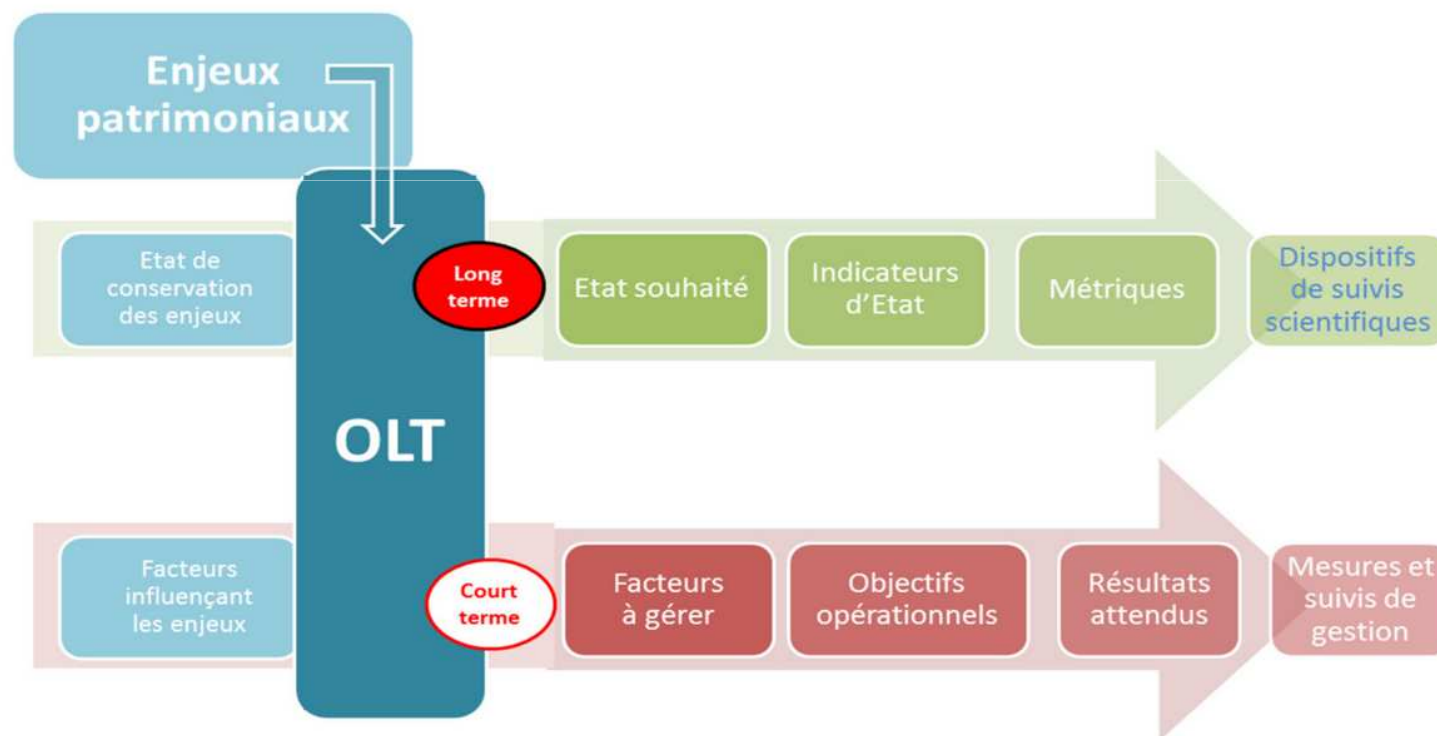 Enjeux
patrimoniaux
OLT
Etat de
conservation
des enjeux
Long
terme
Etat souhaité
Indicateurs
d'Etat
Métriques
Dispositifs
de suivis
scientifiques
Facteurs
influençant
les enjeux
Court
terme
Facteurs
à gérer
Objectifs
opérationnels
Résultats
attendus
Mesures et
suivis de
gestion